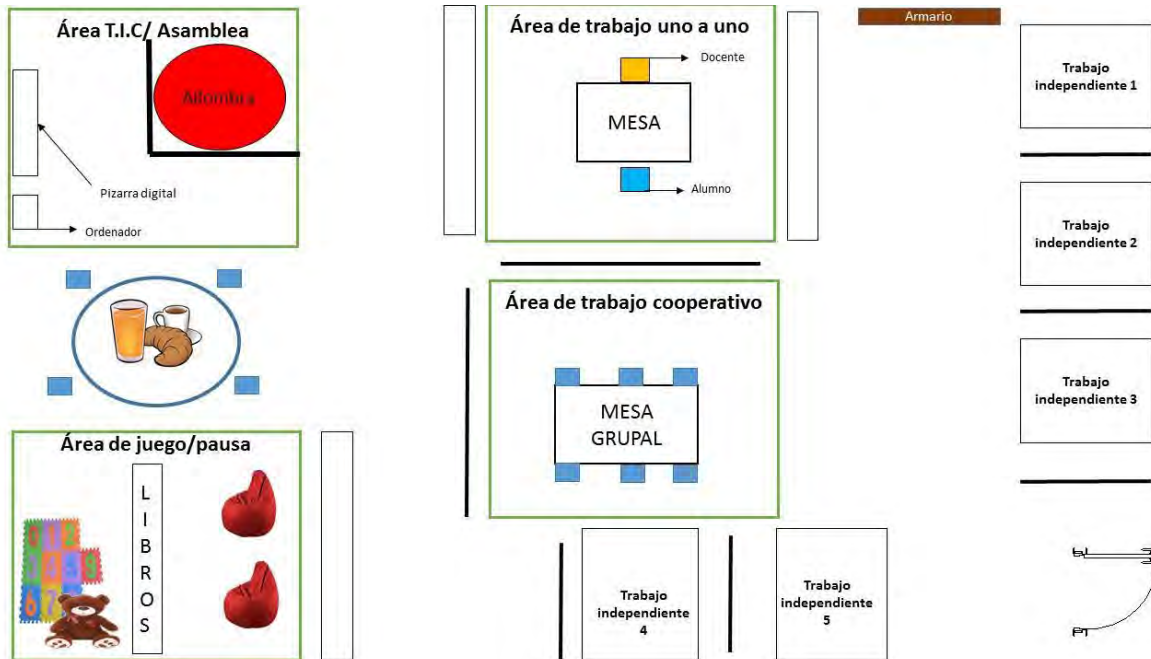 Área T.I.C/ Asamblea
Alfombra
Pizarra digital
Ordenador
Área de trabajo uno a uno
Docente
MESA
Alumno
Armario
Trabajo
independiente 1
Trabajo
independiente 2
Trabajo
independiente 3
Área de trabajo cooperativo
MESA
GRUPAL
Área de juego/pausa
L
I
B
R
O
S
Trabajo
independiente
4
Trabajo
independiente
5